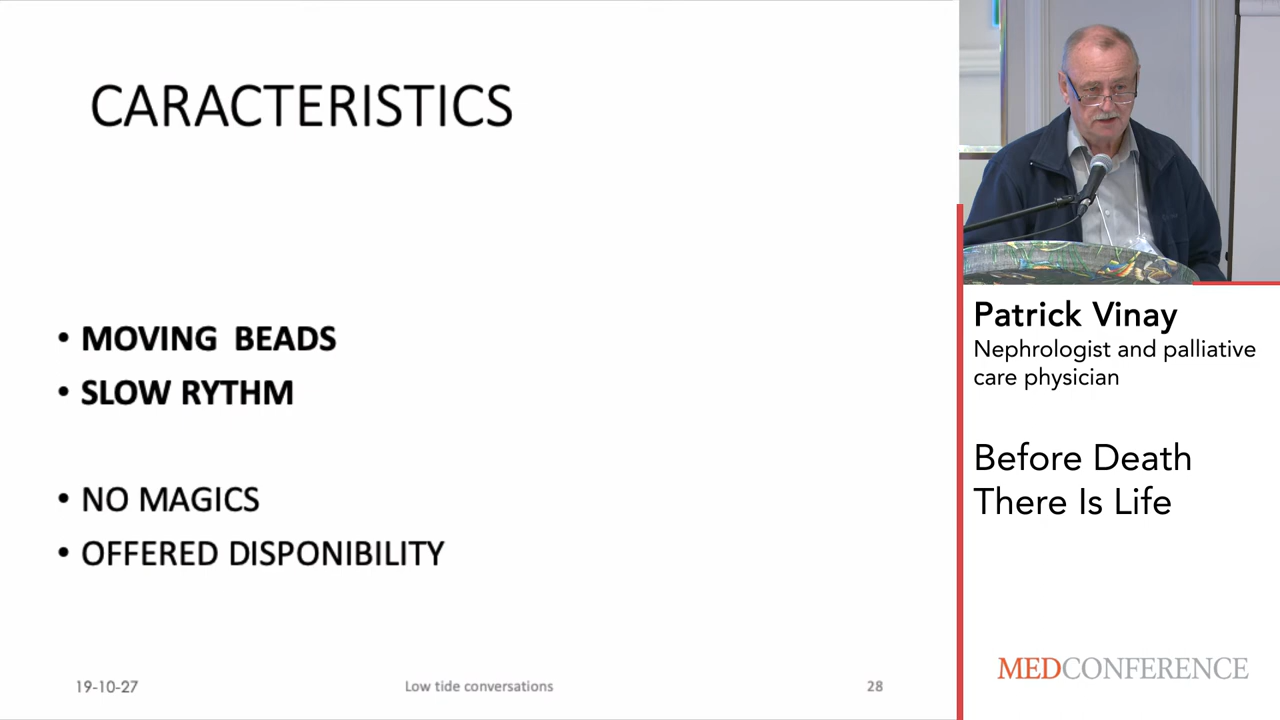 CARACTERISTICS
• MOVING BEADS
• SLOW RYTHM
• NO MAGICS
• OFFERED DISPONIBILITY
19-10-27
Low tide conversations
28
Patrick Vinay
Nephrologist and palliative
care physician
Before Death
There Is Life
MEDCONFERENCE